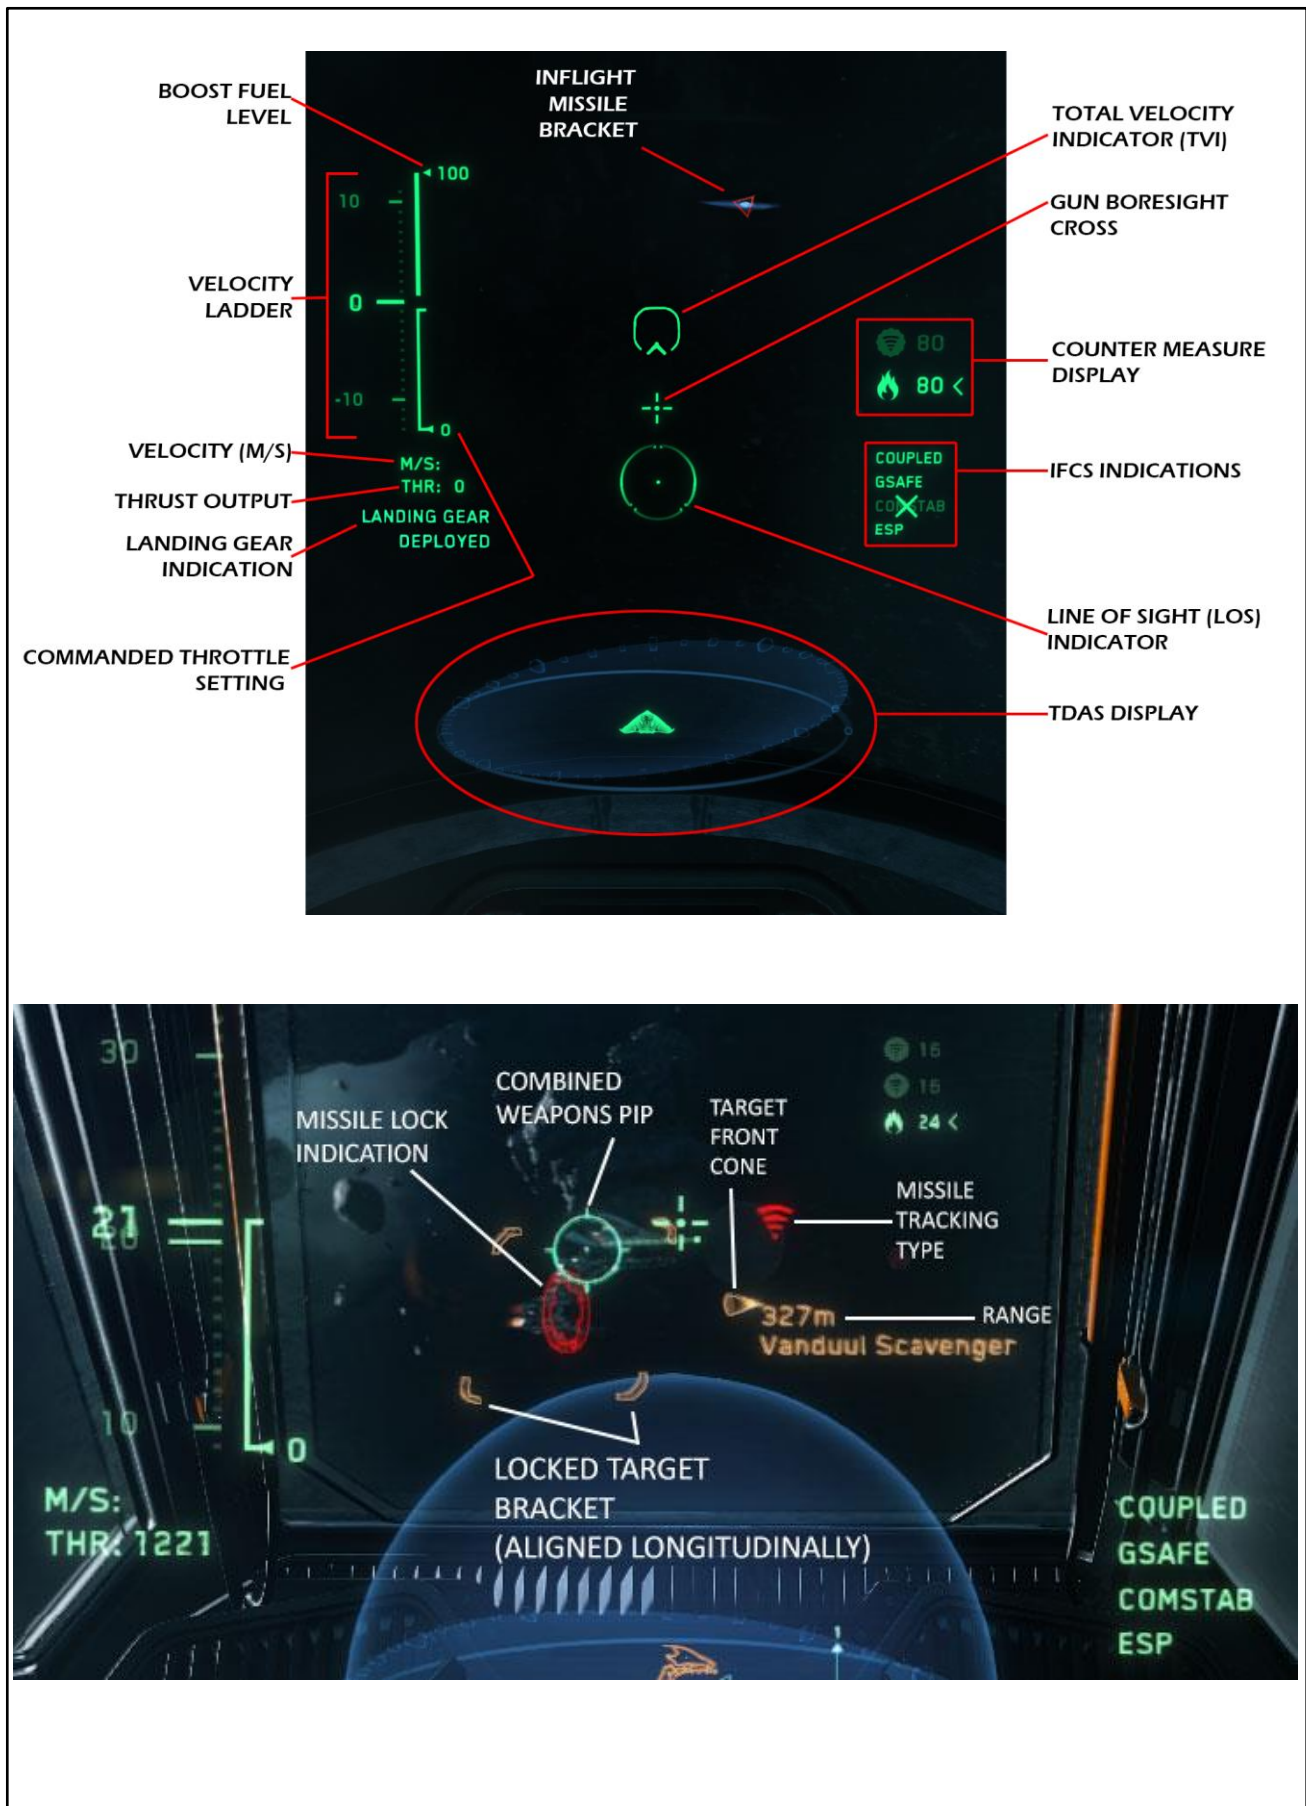 BOOST FUEL
LEVEL
INFLIGHT
MISSILE
BRACKET
TOTAL VELOCITY
INDICATOR (TVI)
GUN BORESIGHT
CROSS
VELOCITY
LADDER
100
10
0
-10
0
80
80 <
COUNTER MEASURE
DISPLAY
VELOCITY (M/S)
M/S:
THRUST OUTPUT
THR: 0
LANDING GEAR
INDICATION
LANDING GEAR
DEPLOYED
COUPLED
GSAFE
COMSTAB
ESP
IFCS INDICATIONS
COMMANDED THROTTLE
SETTING
LINE OF SIGHT (LOS)
INDICATOR
TDAS DISPLAY
30
16
16
24 <
MISSILE LOCK
INDICATION
COMBINED
WEAPONS PIP
TARGET
FRONT
CONE
MISSILE
TRACKING
TYPE
21
20
327m
RANGE
Vanduul Scavenger
10
0
LOCKED TARGET
BRACKET
(ALIGNED LONGITUDINALLY)
M/S:
THR: 1221
COUPLED
GSAFE
COMSTAB
ESP